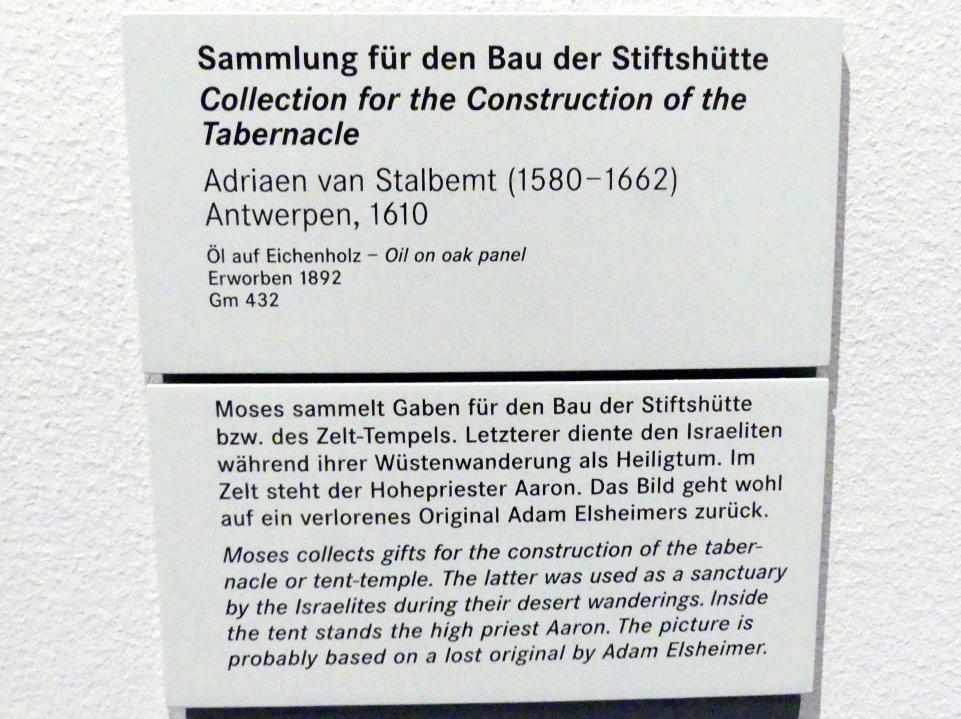 Sammlung für den Bau der Stiftshütte
Collection for the Construction of the
Tabernacle
Adriaen van Stalbemt (1580–1662)
Antwerpen, 1610
Öl auf Eichenholz – Oil on oak panel
Erworben 1892
Gm 432
Moses sammelt Gaben für den Bau der Stiftshütte
bzw. des Zelt-Tempels. Letzterer diente den Israeliten
während ihrer Wüstenwanderung als Heiligtum. Im
Zelt steht der Hohepriester Aaron. Das Bild geht wohl
auf ein verlorenes Original Adam Elsheimers zurück.
Moses collects gifts for the construction of the taber-
nacle or tent-temple. The latter was used as a sanctuary
by the Israelites during their desert wanderings. Inside
the tent stands the high priest Aaron. The picture is
probably based on a lost original by Adam Elsheimer.